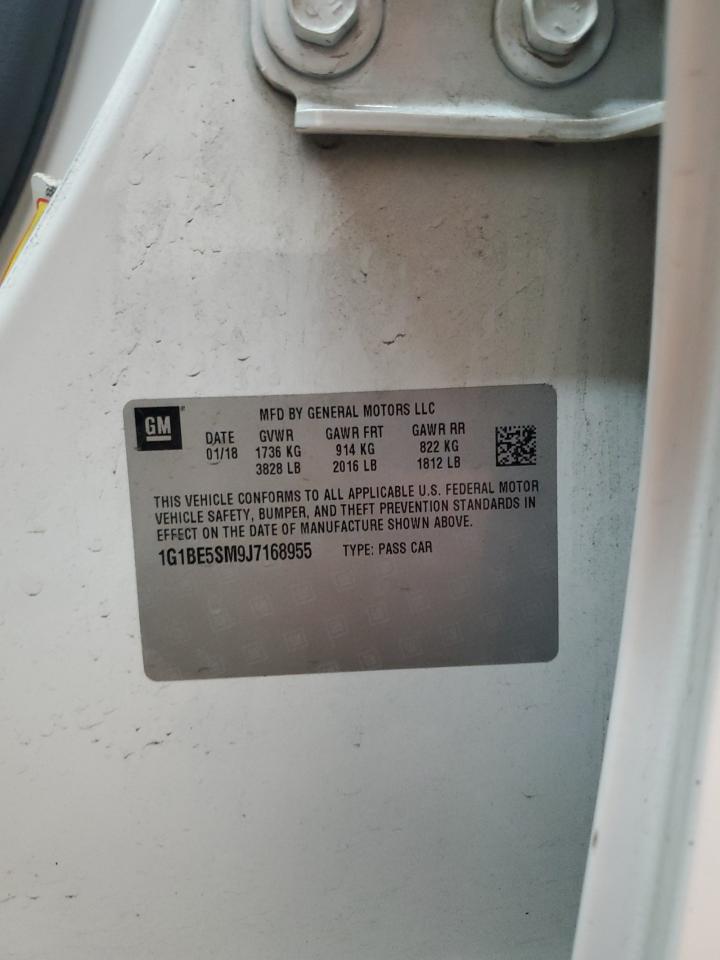 GM
MFD BY GENERAL MOTORS LLC
DATE GVWR GAWR FRT GAWR RR
01/18 1736 KG 914 KG 822 KG
3828 LB 2016 LB 1812 LB
THIS VEHICLE CONFORMS TO ALL APPLICABLE U.S. FEDERAL MOTOR
VEHICLE SAFETY, BUMPER, AND THEFT PREVENTION STANDARDS IN
EFFECT ON THE DATE OF MANUFACTURE SHOWN ABOVE.
1G1BE5SM9J7168955 TYPE: PASS CAR